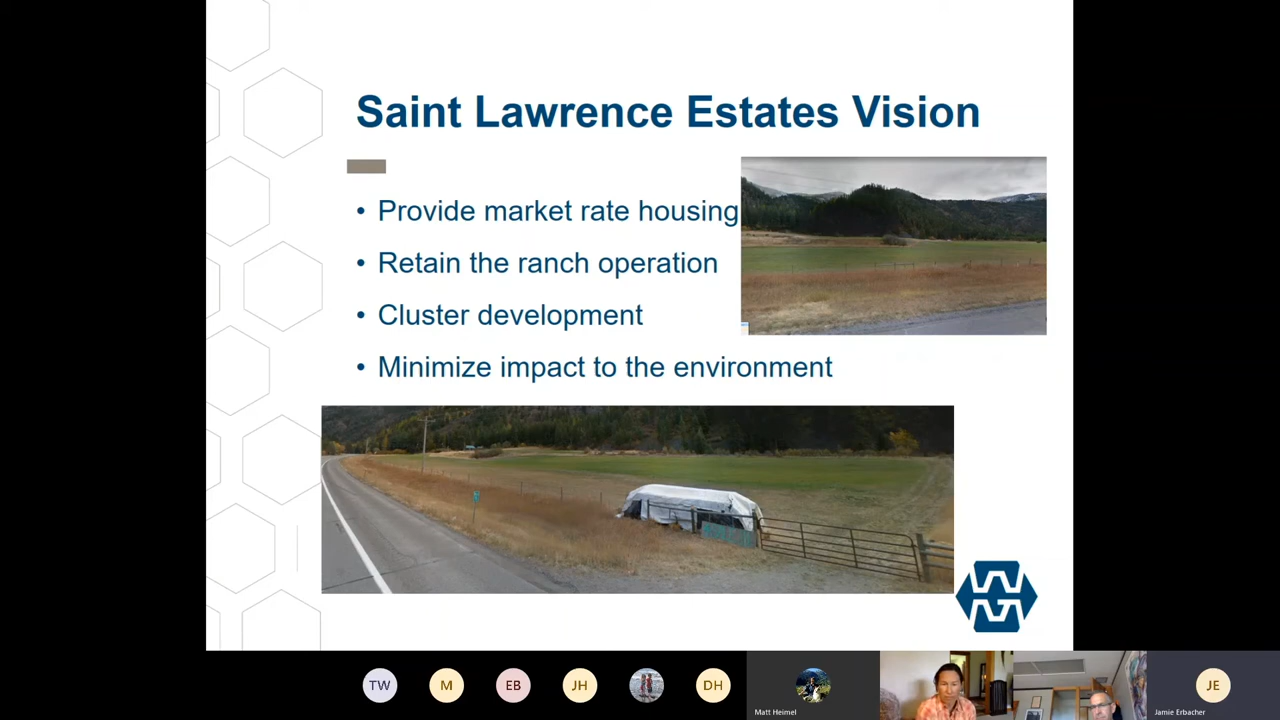 Saint Lawrence Estates Vision
• Provide market rate housing
• Retain the ranch operation
• Cluster development
• Minimize impact to the environment
WGM
TW
M
EB
JH
DH
JE
Matt Heimel
Jamie Erbacher